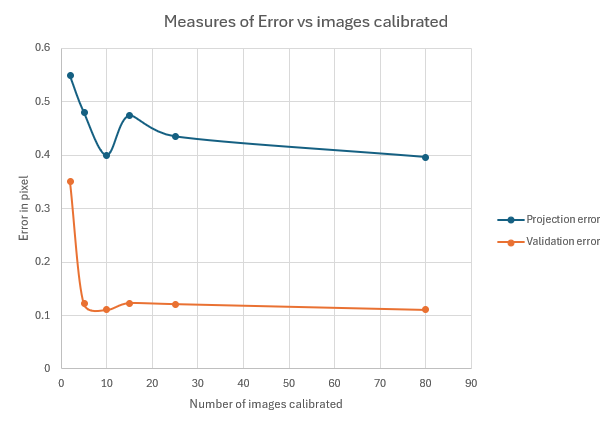 Measures of Error vs images calibrated
0.6
0.5
0.4
0.3
0.2
0.1
0
Error in pixel
0 10 20 30 40 50 60 70 80 90
Number of images calibrated
Projection error
Validation error